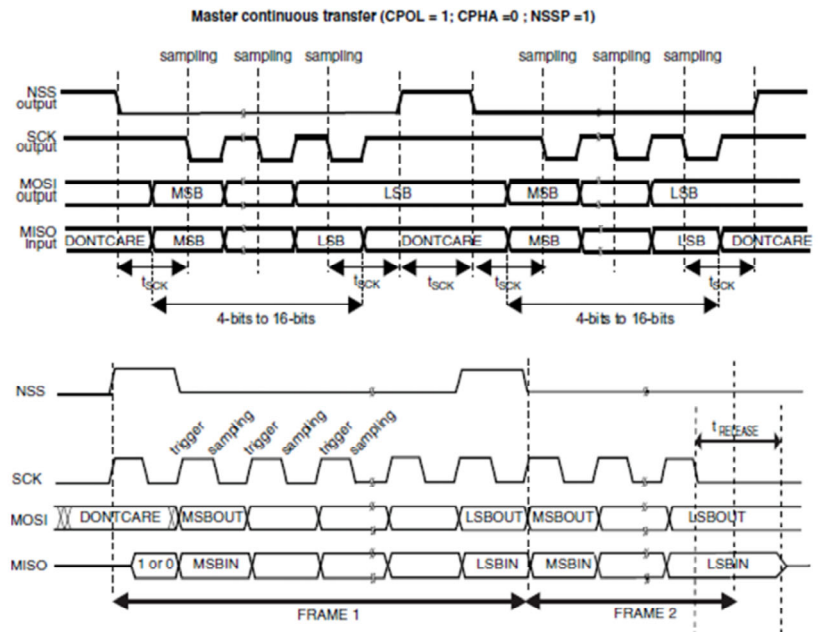 Master continuous transfer (CPOL = 1; CPHA =0 ; NSSP =1)
sampling sampling sampling sampling sampling sampling
NSS
output
SCK
output
MOSI
output
MSB LSB MSB LSB
MISO
Input
DONTCARE MSB LSB DONTCARE MSB LSB DONTCARE
tSCK tSCK tSCK tSCK tSCK
4-bits to 16-bits 4-bits to 16-bits
NSS
trigger sampling trigger sampling trigger sampling
tRELEASE
SCK
MOSI DONTCARE MSBOUT LSBOUT MSBOUT LSBOUT
MISO 1 or 0 MSBIN LSBIN MSBIN LSBIN
FRAME 1 FRAME 2